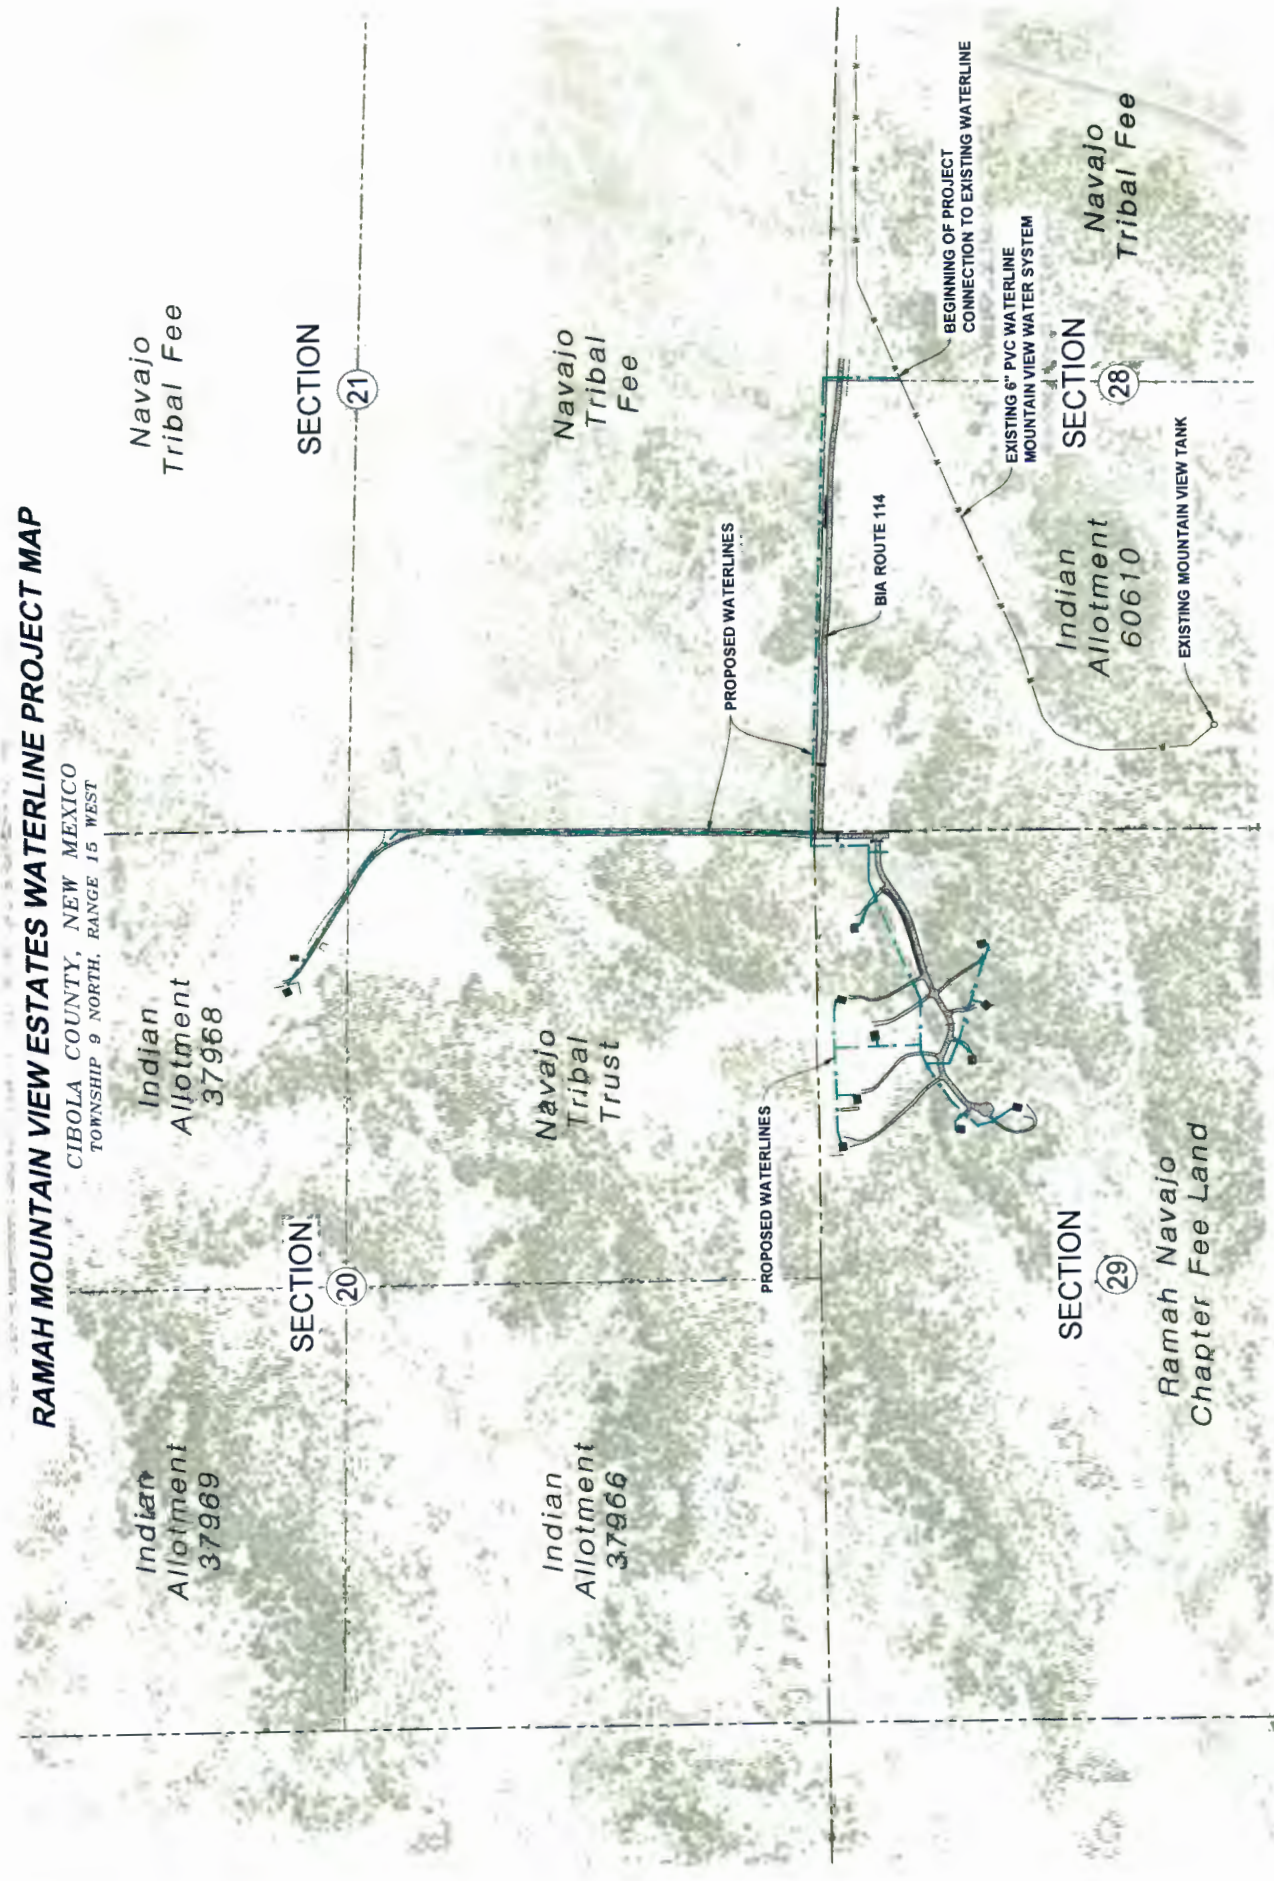 RAMAH MOUNTAIN VIEW ESTATES WATERLINE PROJECT MAP
CIBOLA COUNTY, NEW MEXICO
TOWNSHIP 9 NORTH, RANGE 15 WEST
Indian
Allotment
37969
Indian
Allotment
37968
Navajo
Tribal Fee
SECTION
20
SECTION
21
Indian
Allotment
37966
Navajo
Tribal
Trust
Navajo
Tribal
Fee
PROPOSED WATERLINES
PROPOSED WATERLINES
BIA ROUTE 114
BEGINNING OF PROJECT
CONNECTION TO EXISTING WATERLINE
EXISTING 6" PVC WATERLINE
MOUNTAIN VIEW WATER SYSTEM
SECTION
29
SECTION
28
Indian
Allotment
60610
Navajo
Tribal Fee
Ramah Navajo
Chapter Fee Land
EXISTING MOUNTAIN VIEW TANK